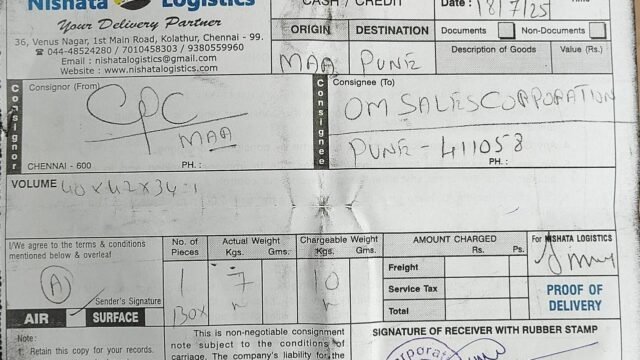 Nishata Logistics
Your Delivery Partner
36, Venus Nagar, 1st Main Road, Kolathur, Chennai - 99.
☎ 044-48524280 / 7010458303 / 9380559960
Email : nishatalogistics@gmail.com
Website : www.nishatalogistics.com
CASH / CREDIT
Date : 18/7/25
ORIGIN DESTINATION
MAA PUNE
Documents Non-Documents
Description of Goods Value (Rs.)
Consignor
Consignor (From)
CPC
MAA
CHENNAI - 600 PH. :
Consignee
Consignee (To)
OM SALES CORPORATION
PUNE - 411058
PH. :
VOLUME 40x42x34:1
I/We agree to the terms & conditions
mentioned below & overleaf
A
Sender's Signature
AIR SURFACE
No. of
Pieces
1
BOX
Actual Weight
Kgs. Gms.
7
Chargeable Weight
Kgs. Gms.
10
AMOUNT CHARGED
Rs. Ps.
Freight
Service Tax
Total
For NISHATA LOGISTICS
PROOF OF
DELIVERY
Note:
1. Retain this copy for your records.
This is non-negotiable consignment
note subject to the conditions of
carriage. The company's liability for the
SIGNATURE OF RECEIVER WITH RUBBER STAMP